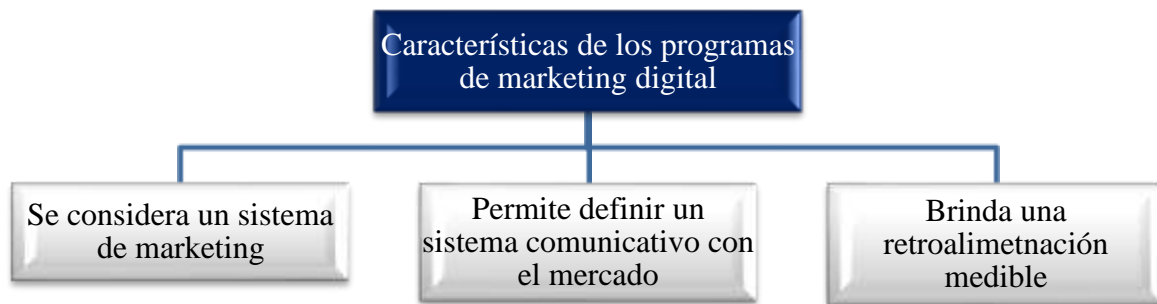 Características de los programas
de marketing digital
Se considera un sistema
de marketing
Permite definir un
sistema comunicativo con
el mercado
Brinda una
retroalimetnación
medible